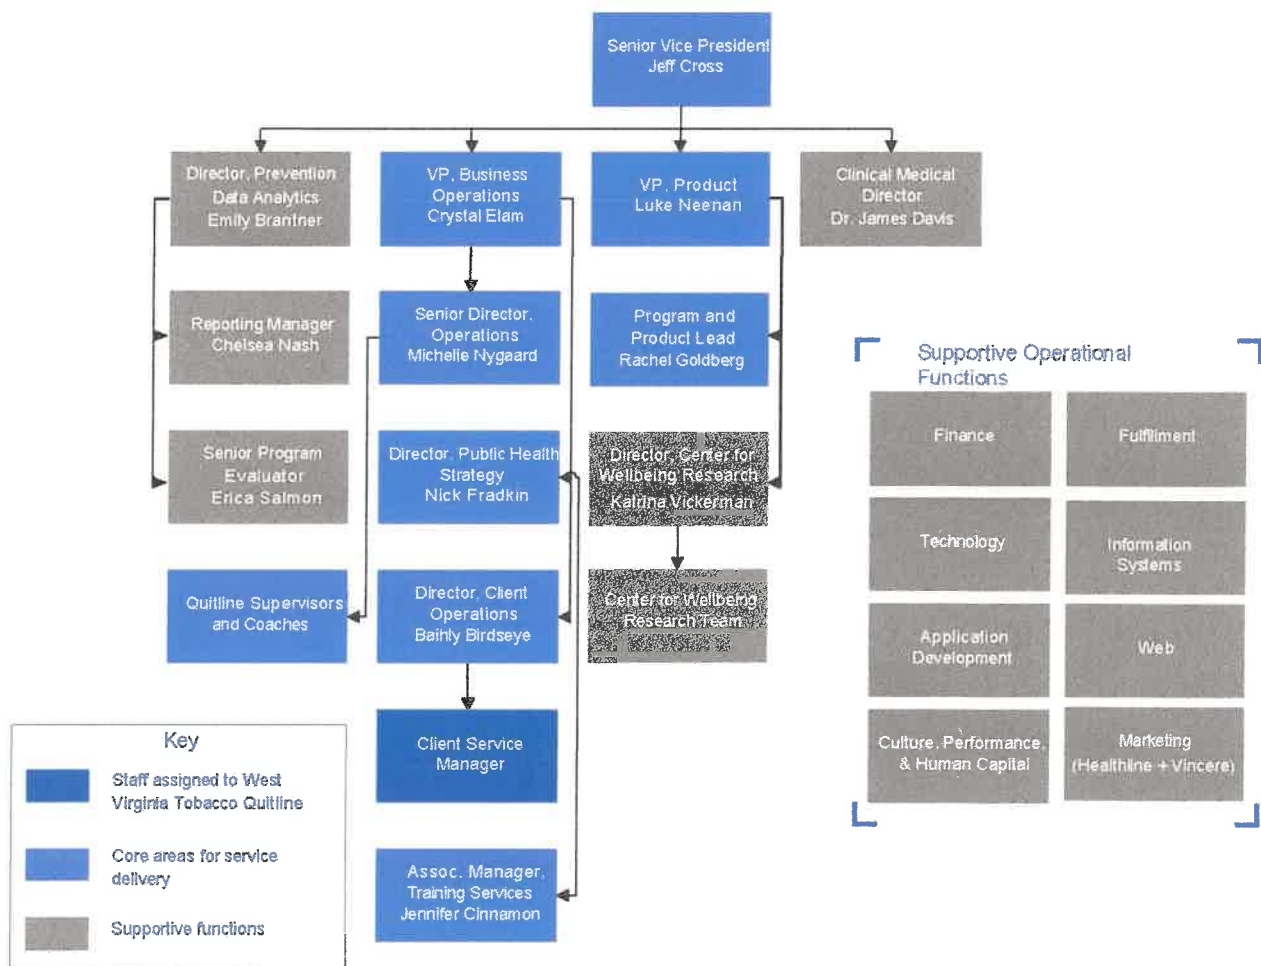 Senior Vice President
Jeff Cross
Director, Prevention
Data Analytics
Emily Brantner
VP, Business
Operations
Crystal Elam
VP, Product
Luke Neenan
Clinical Medical
Director
Dr. James Davis
Reporting Manager
Chelsea Nash
Senior Director,
Operations
Michelle Nygaard
Program and
Product Lead
Rachel Goldberg
Senior Program
Evaluator
Erica Salmon
Director, Public Health
Strategy
Nick Fradkin
Director, Center for
Wellbeing Research
Katrina Vickerman
Quitline Supervisors
and Coaches
Director, Client
Operations
Baihly Birdseye
Center for Wellbeing
Research Team
Client Service
Manager
Assoc. Manager,
Training Services
Jennifer Cinnamon
Supportive Operational
Functions
Finance
Fulfillment
Technology
Information
Systems
Application
Development
Web
Culture, Performance,
& Human Capital
Marketing
(Healthline + Vincere)
Key
Staff assigned to West
Virginia Tobacco Quitline
Core areas for service
delivery
Supportive functions